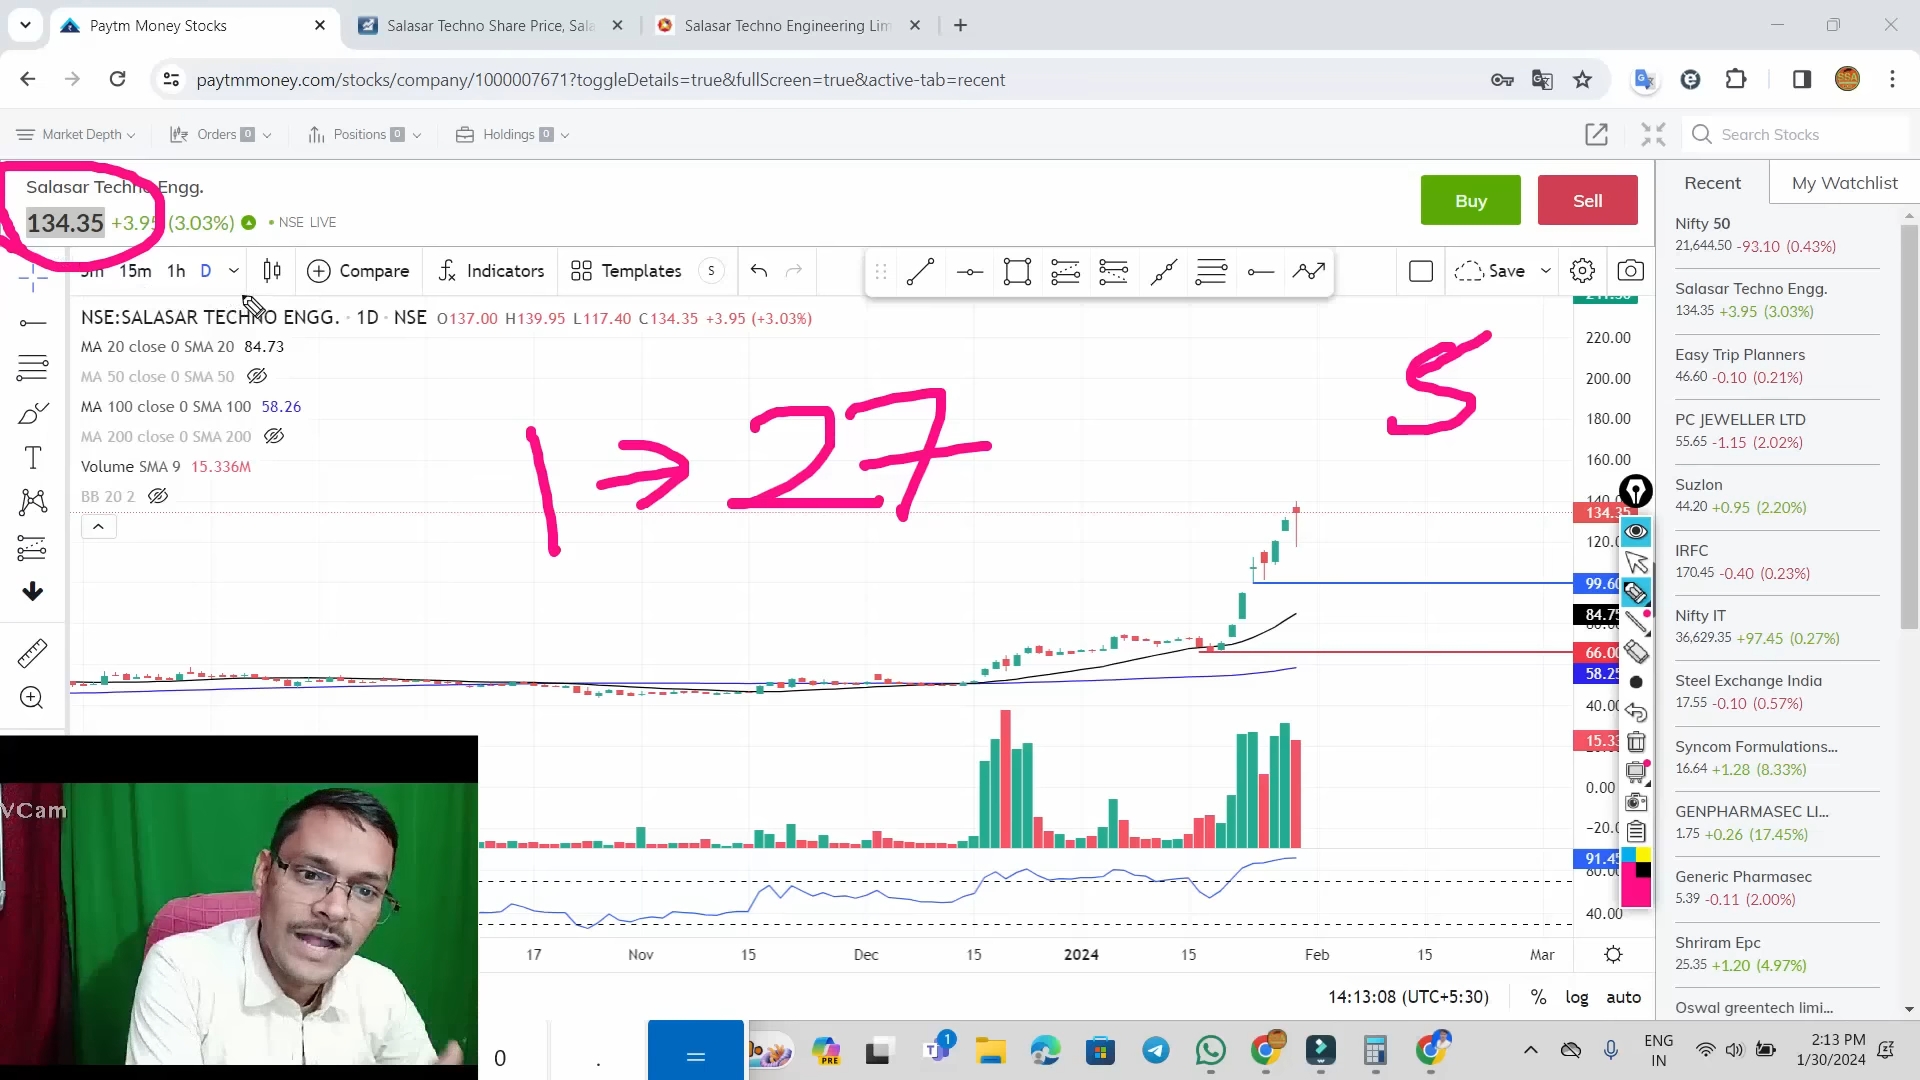 Paytm Money Stocks
Salasar Techno Share Price, Sala
Salasar Techno Engineering Lim
paytmmoney.com/stocks/company/1000007671?toggleDetails=true&fullScreen=true&active-tab=recent
Market Depth
Orders 0
Positions 0
Holdings 0
Search Stocks
Salasar Techno Engg.
134.35 +3.95 (3.03%) • NSE LIVE
Buy
Sell
15m 1h D
Compare
Indicators
Templates
S
Save
NSE:SALASAR TECHNO ENGG. · 1D · NSE O137.00 H139.95 L117.40 C134.35 +3.95 (+3.03%)
MA 20 close 0 SMA 20 84.73
MA 50 close 0 SMA 50
MA 100 close 0 SMA 100 58.26
MA 200 close 0 SMA 200
Volume SMA 9 15.336M
BB 20 2
1 → 27
S
220.00
200.00
180.00
160.00
134.35
120.0
99.60
84.7
66.00
58.25
40.00
15.33
0.00
−20.0
91.45
40.00
17 Nov 15 Dec 15 2024 15 Feb 15 Mar
14:13:08 (UTC+5:30) % log auto
Recent
My Watchlist
Nifty 50
21,644.50 -93.10 (0.43%)
Salasar Techno Engg.
134.35 +3.95 (3.03%)
Easy Trip Planners
46.60 -0.10 (0.21%)
PC JEWELLER LTD
55.65 -1.15 (2.02%)
Suzlon
44.20 +0.95 (2.20%)
IRFC
170.45 -0.40 (0.23%)
Nifty IT
36,629.35 +97.45 (0.27%)
Steel Exchange India
17.55 -0.10 (0.57%)
Syncom Formulations...
16.64 +1.28 (8.33%)
GENPHARMASEC LI...
1.75 +0.26 (17.45%)
Generic Pharmasec
5.39 -0.11 (2.00%)
Shriram Epc
25.35 +1.20 (4.97%)
Oswal greentech limi...
VCam
0 . =
PRE
1
ENG
IN
2:13 PM
1/30/2024